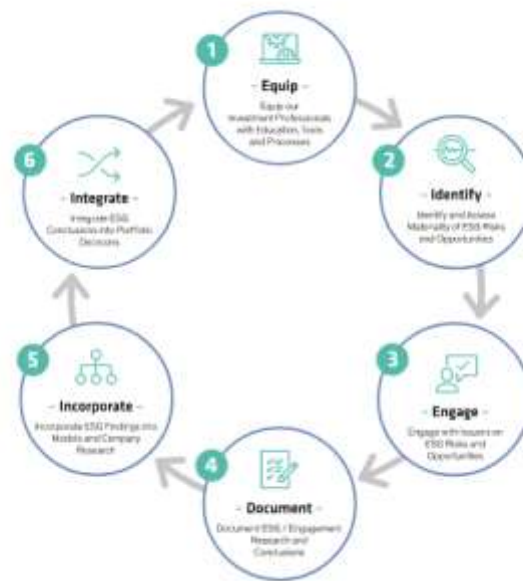 1
- Equip -
Equip our
Investment Professionals
with Education, Tools
and Processes
2
- Identify -
Identify and Assess
Materiality of ESG Risks
and Opportunities
3
- Engage -
Engage with Issuers on
ESG Risks and
Opportunities
4
- Document -
Document ESG / Engagement
Research and
Conclusions
5
- Incorporate -
Incorporate ESG Findings into
Models and Company
Research
6
- Integrate -
Integrate ESG
Conclusions into Portfolio
Decisions